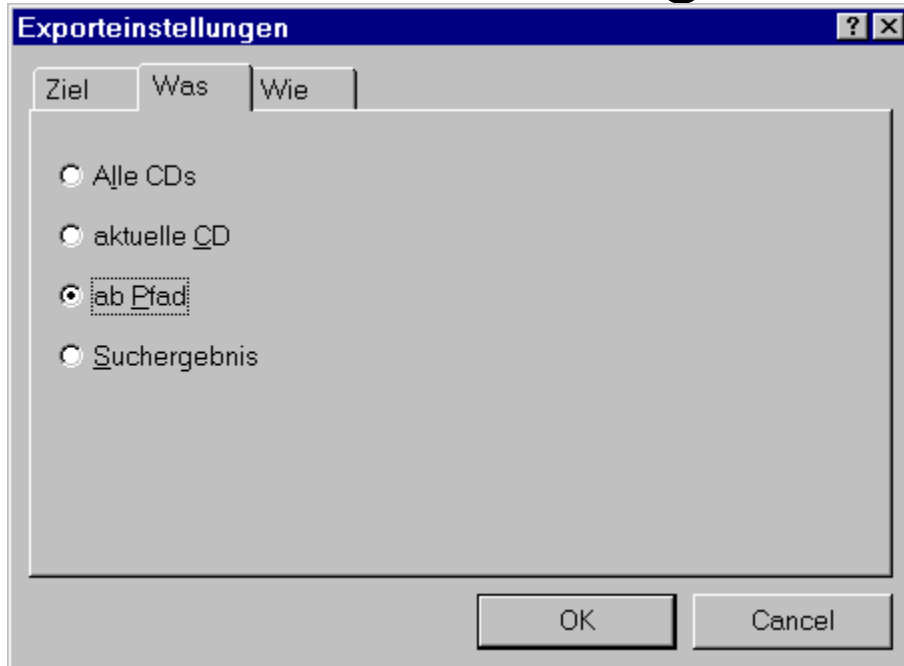 Exporteinstellungen
Ziel Was Wie
Alle CDs
aktuelle CD
ab Pfad
Suchergebnis
OK Cancel